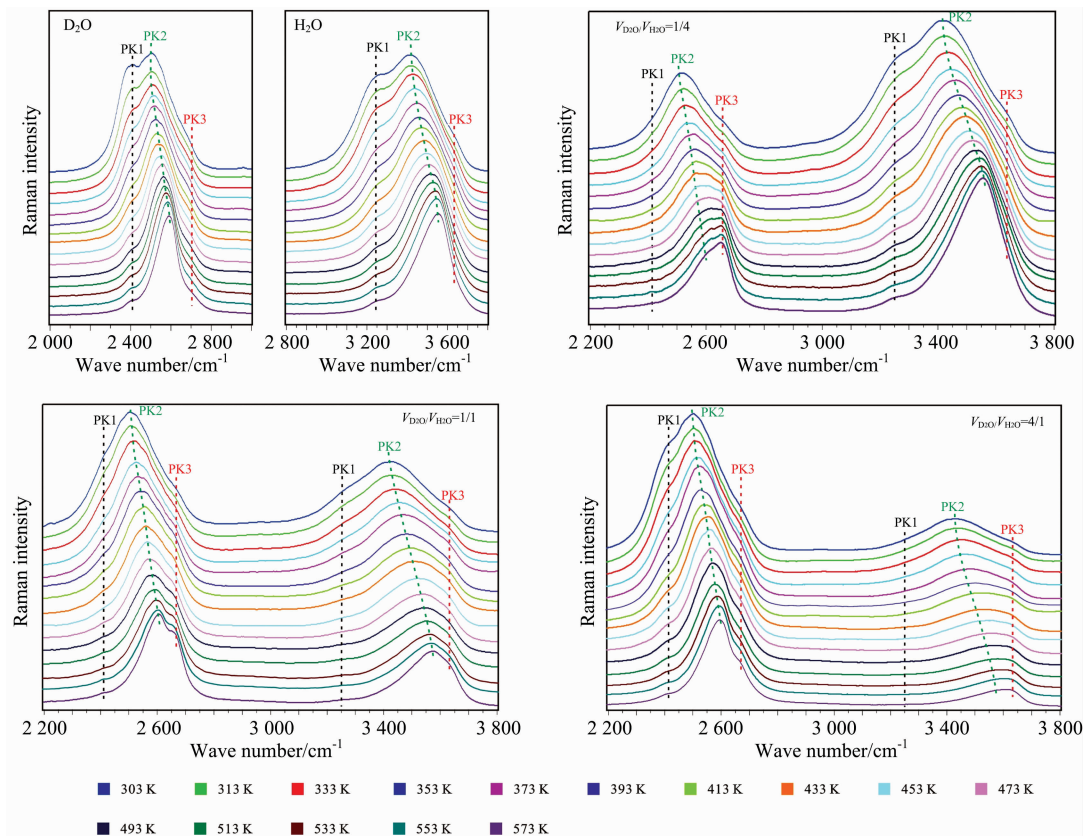 D₂O
PK1
PK2
PK3
H₂O
PK1
PK2
PK3
V_D2O/V_H2O=1/4
PK1
PK2
PK3
PK1
PK2
PK3
Raman intensity
Raman intensity
2 000 2 400 2 800
2 800 3 200 3 600
2 200 2 600 3 000 3 400 3 800
Wave number/cm⁻¹
Wave number/cm⁻¹
Wave number/cm⁻¹
V_D2O/V_H2O=1/1
PK1
PK2
PK3
PK1
PK2
PK3
V_D2O/V_H2O=4/1
PK1
PK2
PK3
PK1
PK2
PK3
Raman intensity
Raman intensity
2 200 2 600 3 000 3 400 3 800
2 200 2 600 3 000 3 400 3 800
Wave number/cm⁻¹
Wave number/cm⁻¹
303 K 313 K 333 K 353 K 373 K 393 K 413 K 433 K 453 K 473 K
493 K 513 K 533 K 553 K 573 K